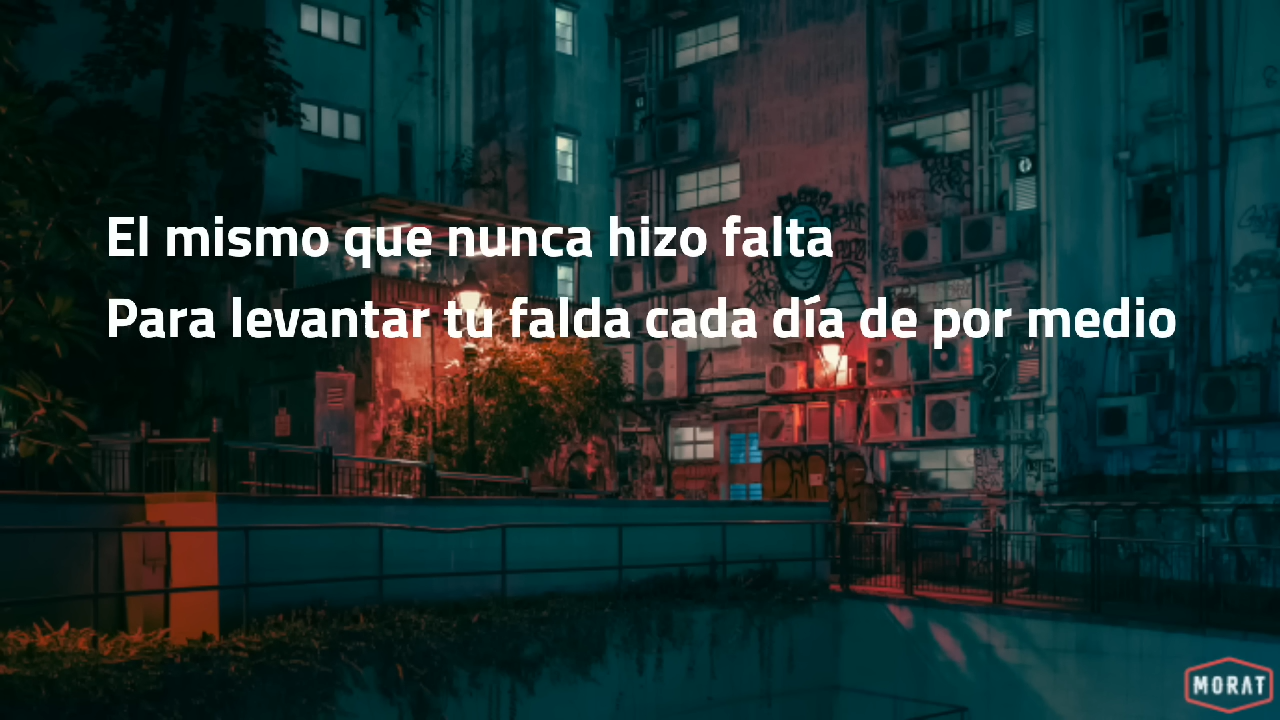 El mismo que nunca hizo falta
Para levantar tu falda cada día de por medio
MORAT